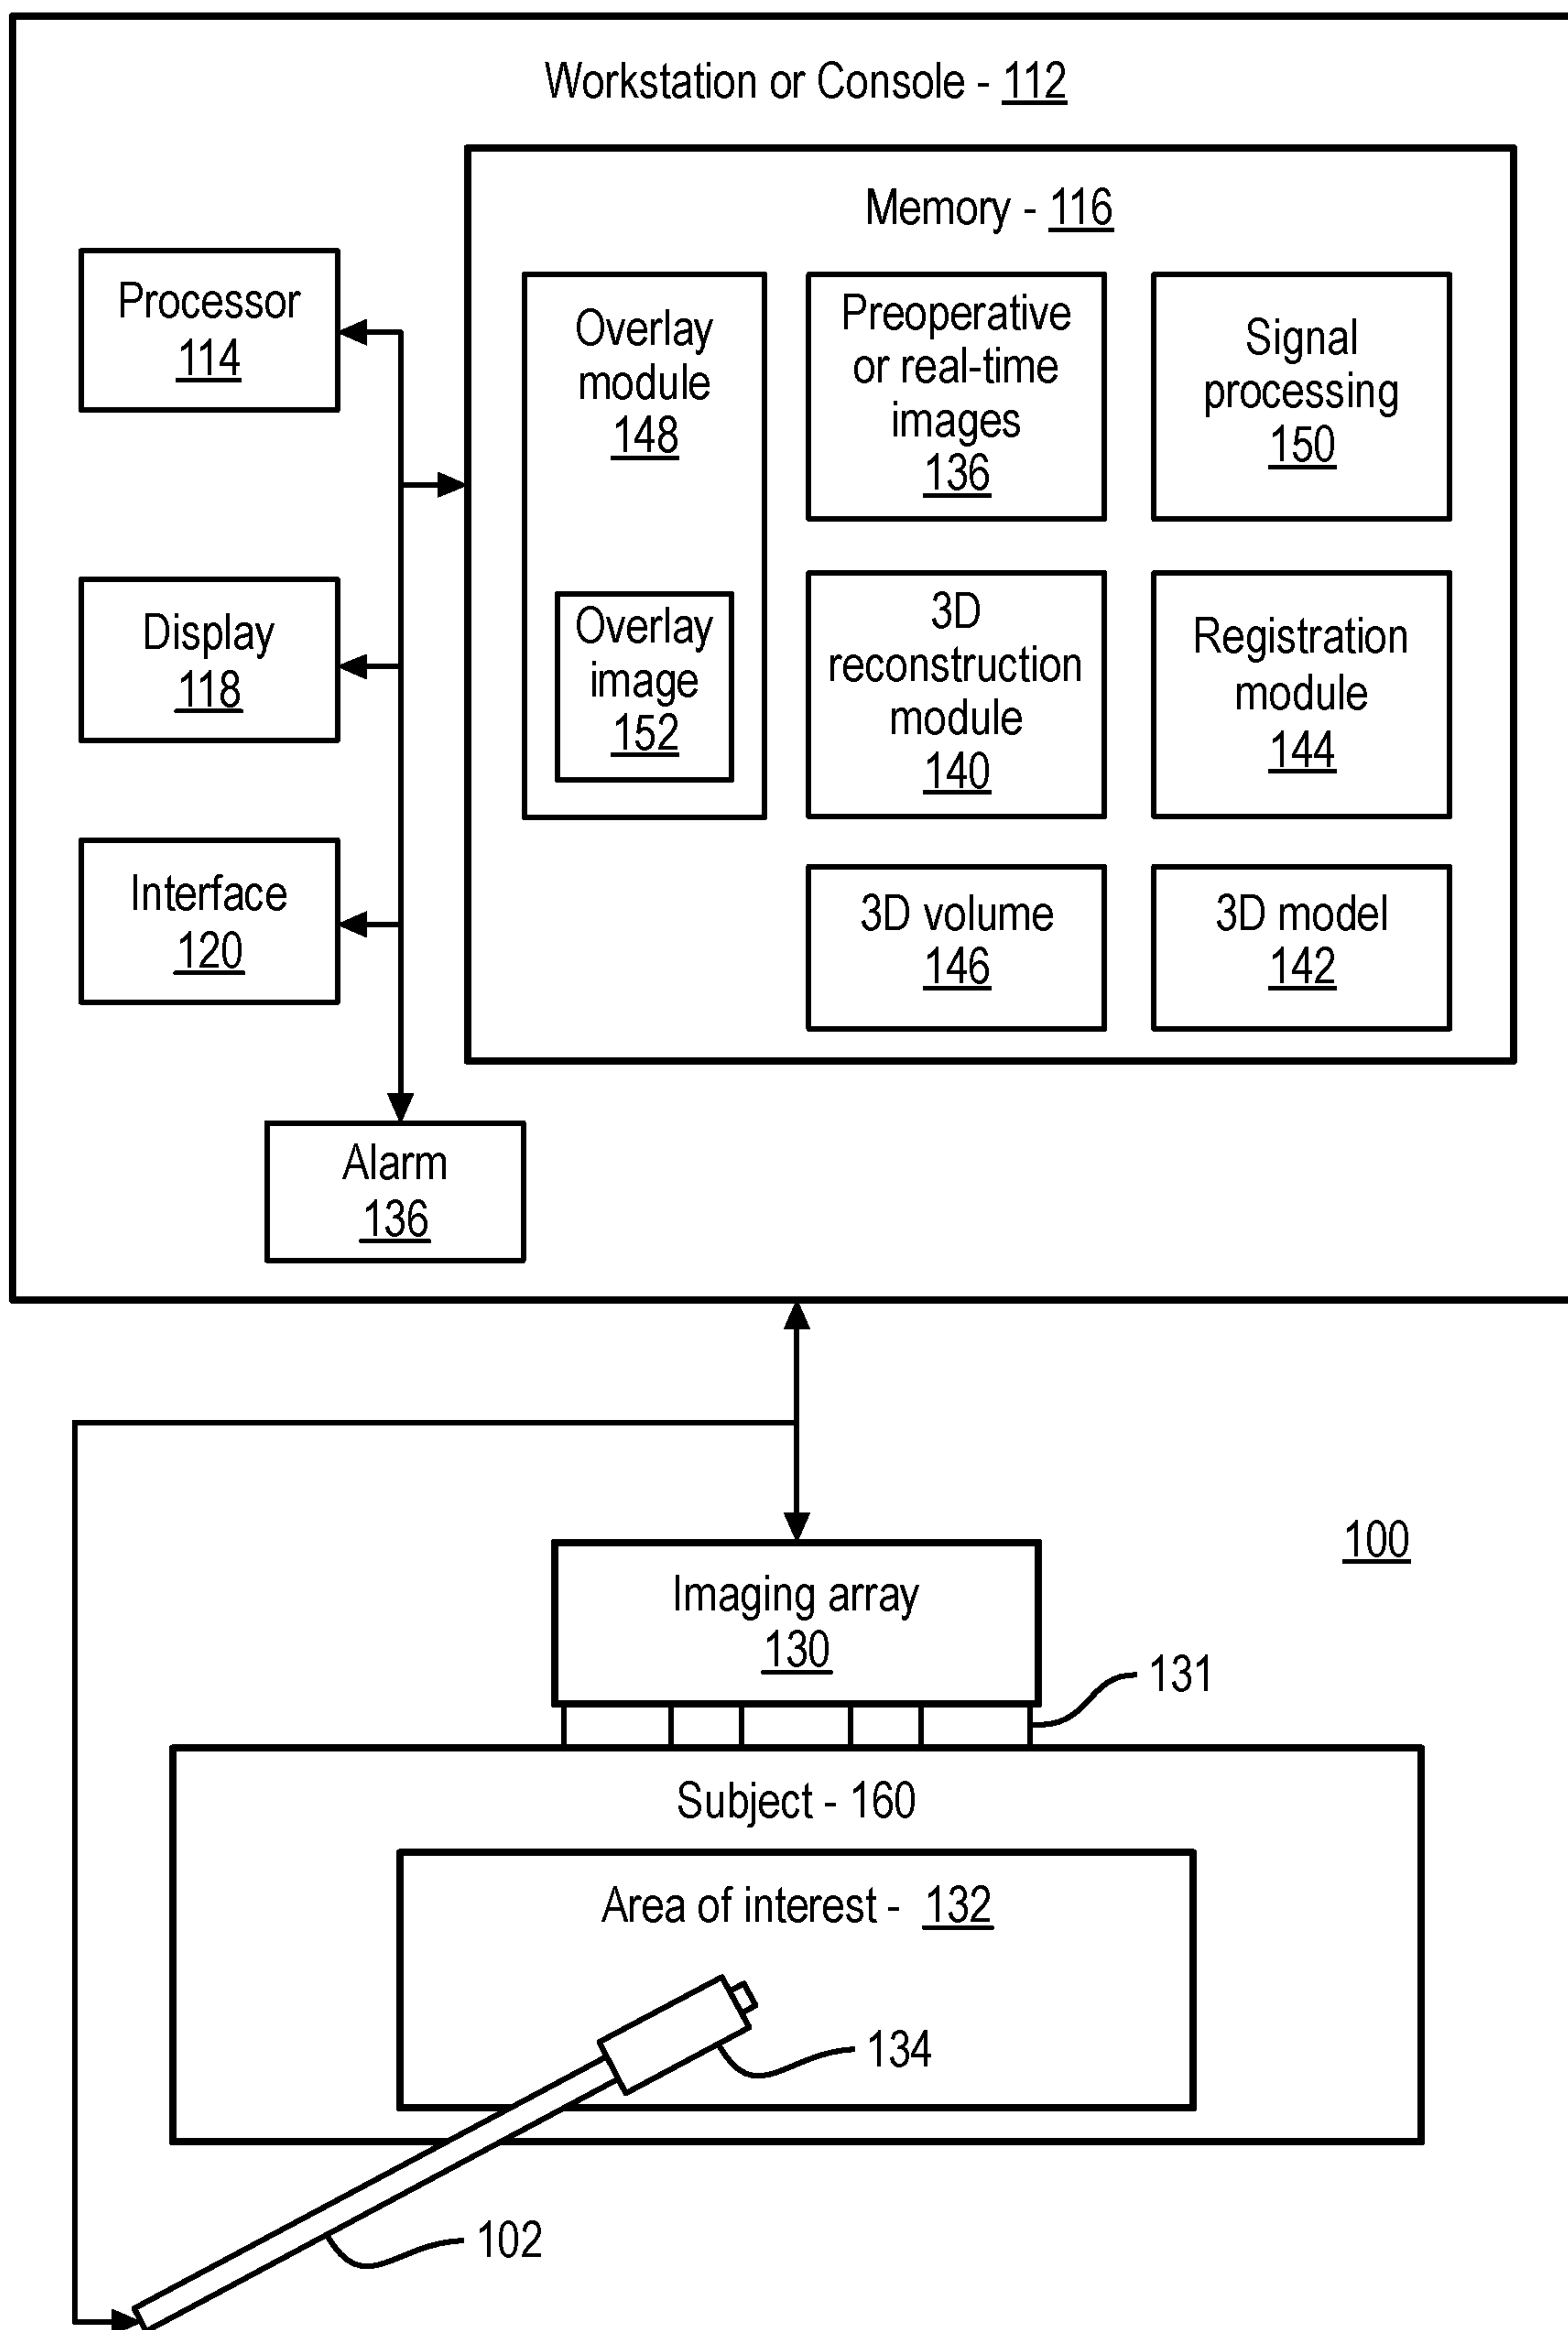 Workstation or Console - 112
Memory - 116
Processor
114
Overlay
module
148
Preoperative
or real-time
images
136
Signal
processing
150
Display
118
Overlay
image
152
3D
reconstruction
module
140
Registration
module
144
Interface
120
3D volume
146
3D model
142
Alarm
136
100
Imaging array
130
131
Subject - 160
Area of interest - 132
134
102